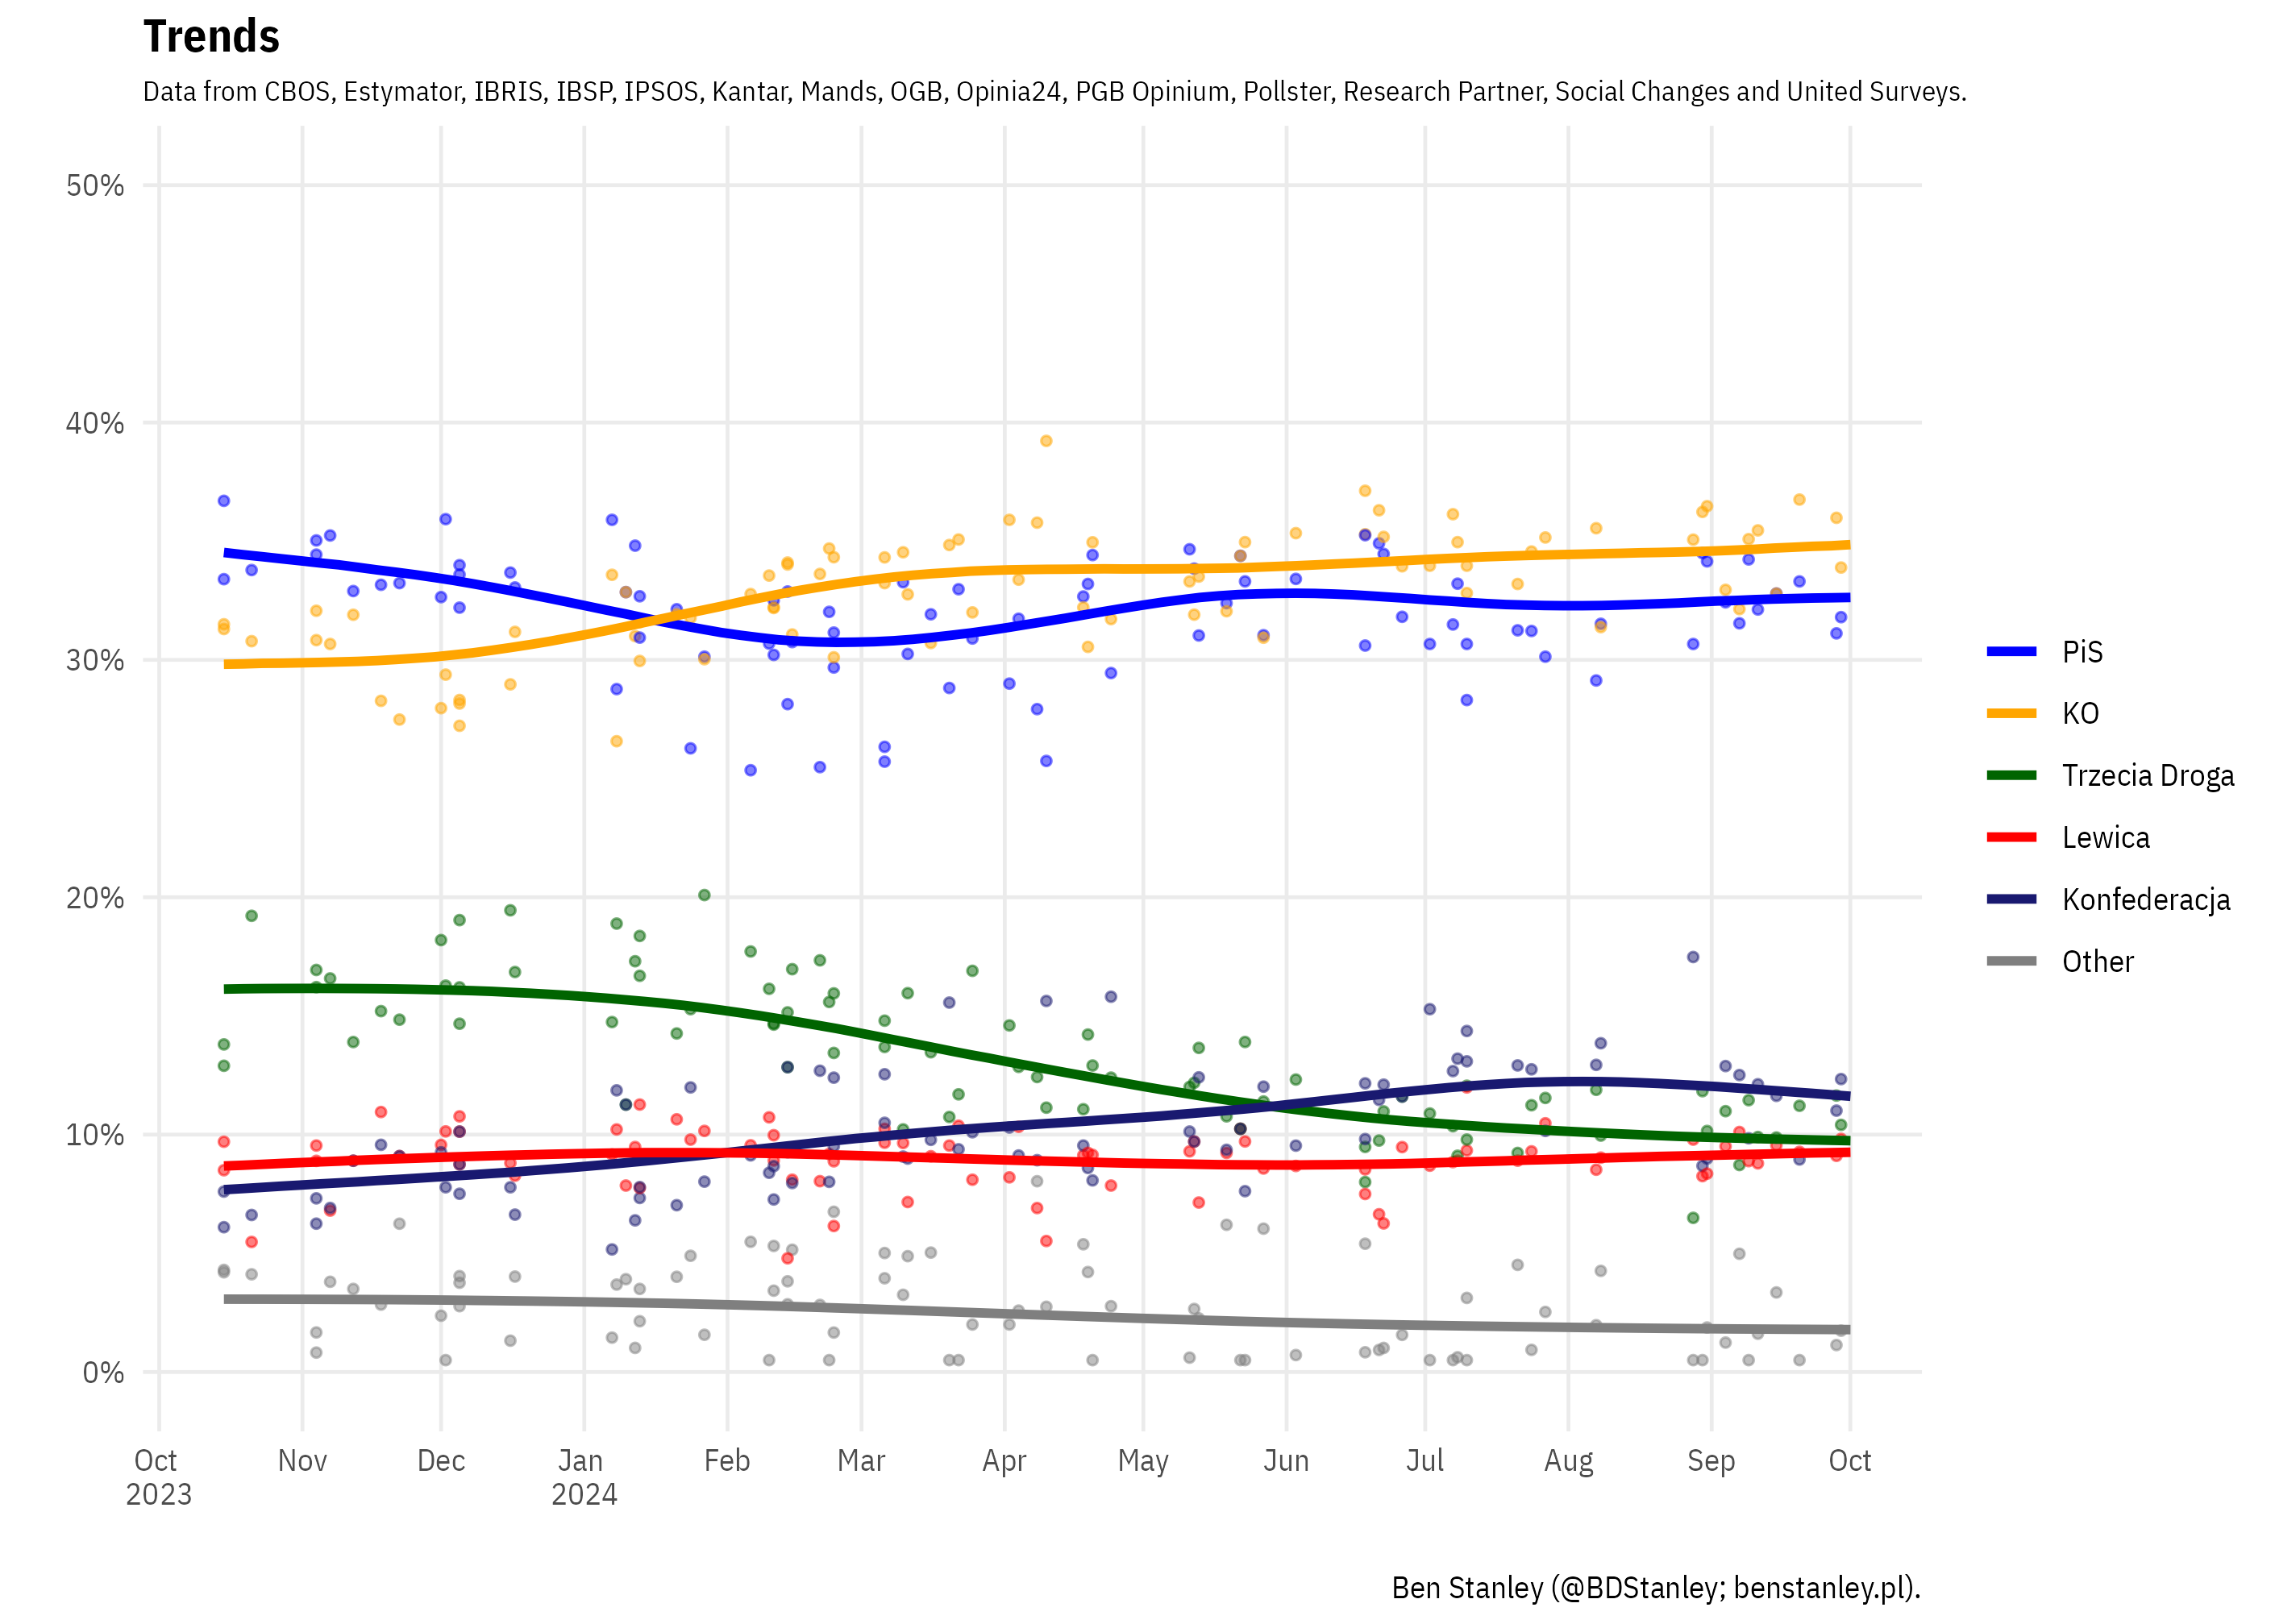 Trends
Data from CBOS, Estymator, IBRIS, IBSP, IPSOS, Kantar, Mands, OGB, Opinia24, PGB Opinium, Pollster, Research Partner, Social Changes and United Surveys.
50%
40%
30%
20%
10%
0%
Oct Nov Dec Jan Feb Mar Apr May Jun Jul Aug Sep Oct
2023 2024
PiS
KO
Trzecia Droga
Lewica
Konfederacja
Other
Ben Stanley (@BDStanley; benstanley.pl).